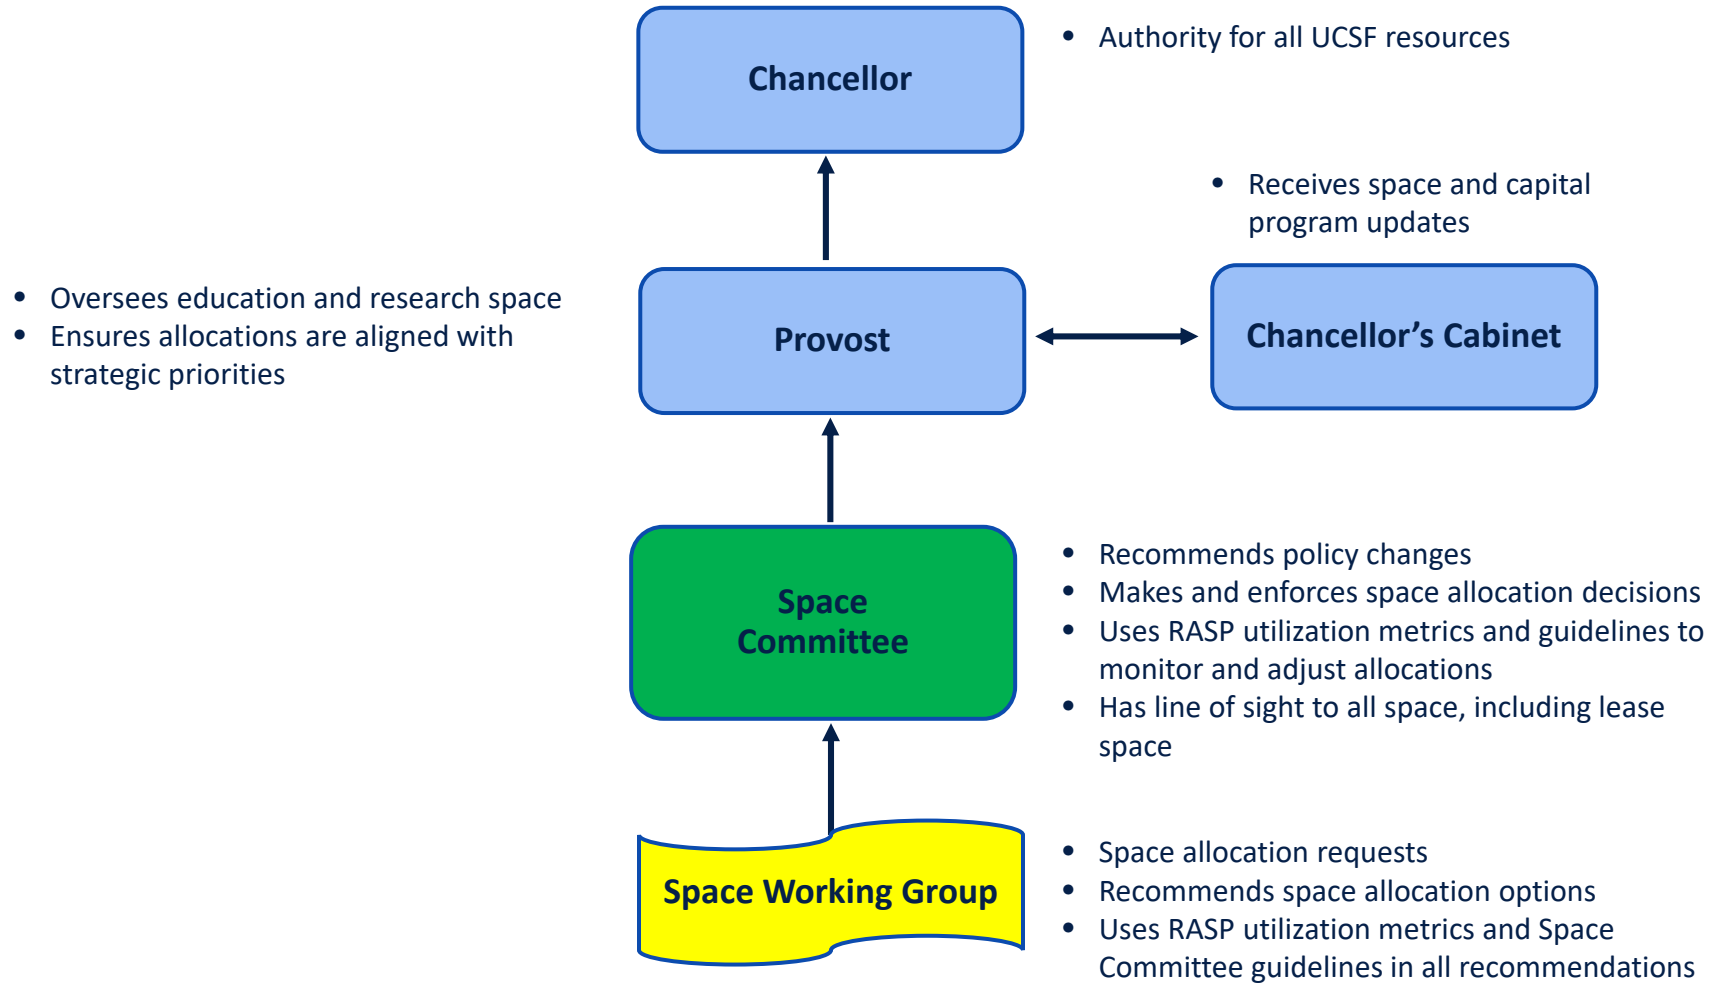 Chancellor
• Authority for all UCSF resources
• Receives space and capital
program updates
• Oversees education and research space
• Ensures allocations are aligned with
strategic priorities
Provost
Chancellor’s Cabinet
Space
Committee
• Recommends policy changes
• Makes and enforces space allocation decisions
• Uses RASP utilization metrics and guidelines to
monitor and adjust allocations
• Has line of sight to all space, including lease
space
Space Working Group
• Space allocation requests
• Recommends space allocation options
• Uses RASP utilization metrics and Space
Committee guidelines in all recommendations